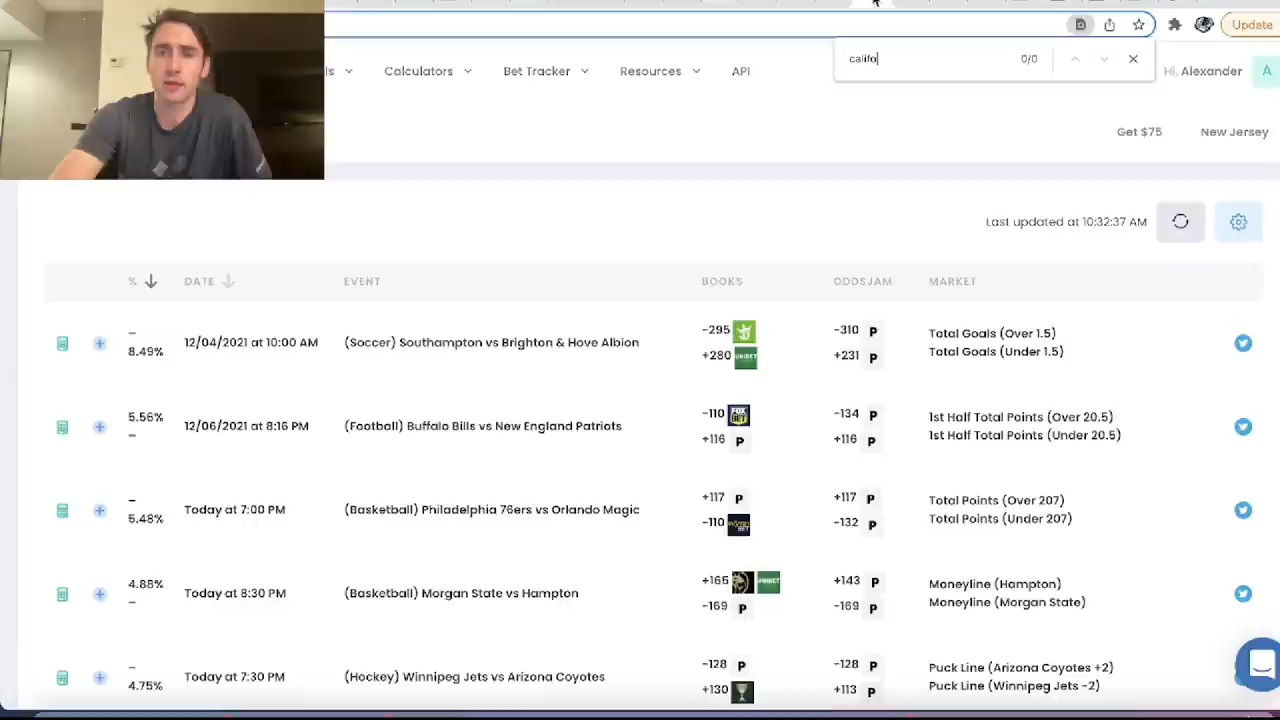 Update
califo 0/0
ls Calculators Bet Tracker Resources API Hi, Alexander A
Get $75 New Jersey
Last updated at 10:32:37 AM
% DATE EVENT BOOKS ODDSJAM MARKET
– -295 -310 P Total Goals (Over 1.5)
8.49% 12/04/2021 at 10:00 AM (Soccer) Southampton vs Brighton & Hove Albion +280 UNIBET +231 P Total Goals (Under 1.5)
5.56% -110 FOX BET -134 P 1st Half Total Points (Over 20.5)
– 12/06/2021 at 8:16 PM (Football) Buffalo Bills vs New England Patriots +116 P +116 P 1st Half Total Points (Under 20.5)
– +117 P +117 P Total Points (Over 207)
5.48% Today at 7:00 PM (Basketball) Philadelphia 76ers vs Orlando Magic -110 -132 P Total Points (Under 207)
4.88% +165 UNIBET +143 P Moneyline (Hampton)
– Today at 8:30 PM (Basketball) Morgan State vs Hampton -169 P -169 P Moneyline (Morgan State)
– -128 P -128 P Puck Line (Arizona Coyotes +2)
4.75% Today at 7:30 PM (Hockey) Winnipeg Jets vs Arizona Coyotes +130 +113 P Puck Line (Winnipeg Jets -2)